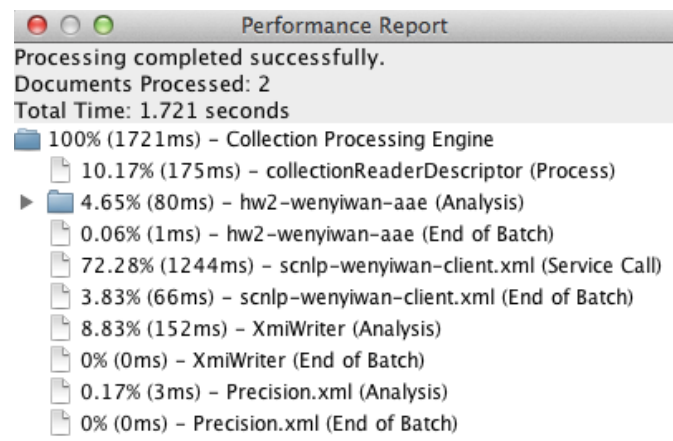 Performance Report
Processing completed successfully.
Documents Processed: 2
Total Time: 1.721 seconds
100% (1721ms) – Collection Processing Engine
10.17% (175ms) – collectionReaderDescriptor (Process)
4.65% (80ms) – hw2-wenyiwan-aae (Analysis)
0.06% (1ms) – hw2-wenyiwan-aae (End of Batch)
72.28% (1244ms) – scnlp-wenyiwan-client.xml (Service Call)
3.83% (66ms) – scnlp-wenyiwan-client.xml (End of Batch)
8.83% (152ms) – XmiWriter (Analysis)
0% (0ms) – XmiWriter (End of Batch)
0.17% (3ms) – Precision.xml (Analysis)
0% (0ms) – Precision.xml (End of Batch)